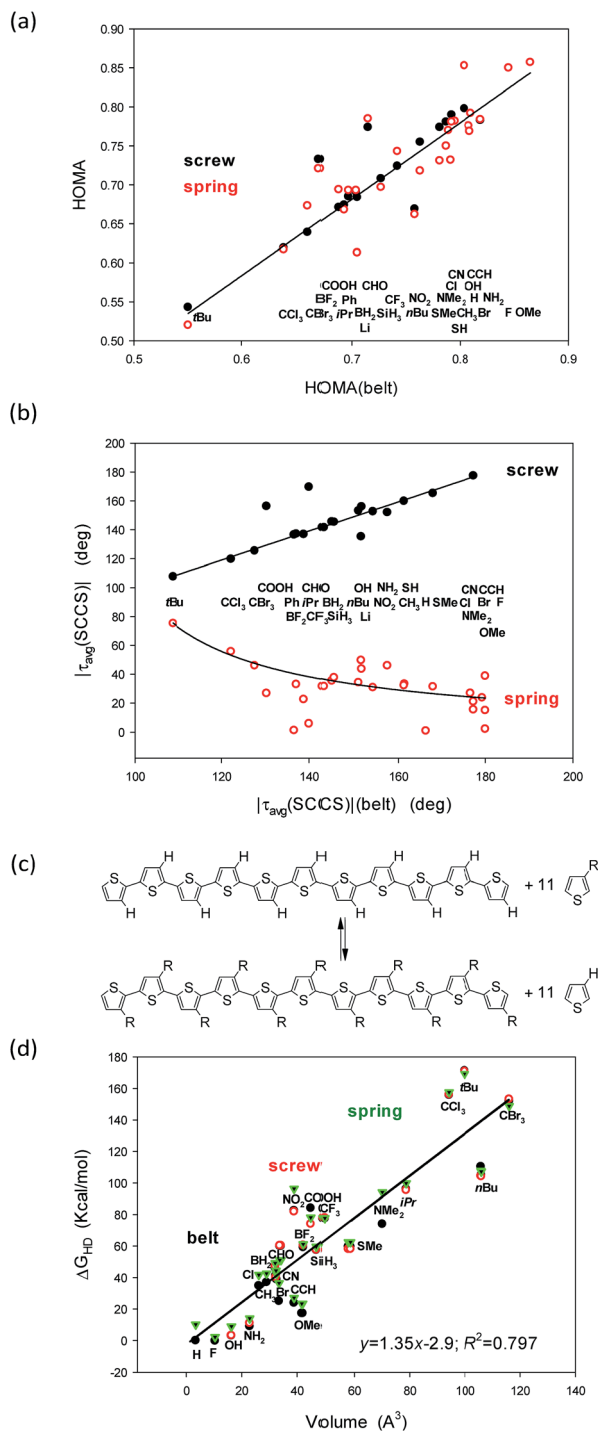 (a)
0.90
0.80
0.70
0.60
0.50
HOMA
screw
spring
CN CCH
COOH CHO Cl OH
BF2 Ph CF3 NO2 NMe2 H NH2
CCl3 CBr3 iPr BH2 SiH3 nBu SMe CH3 Br F OMe
Li SH
tBu
0.5 0.6 0.7 0.8 0.9
HOMA(belt)
(b)
200
180
160
140
120
100
80
60
40
20
0
|τavg(SCCS)| (deg)
screw
COOH CHO OH NH2 SH CN CCH
tBu CCl3 CBr3 Ph iPr BH2 nBu NO2 CH3 H SMe Cl Br F
BF2 CF3 SiH3 Li NMe2
OMe
spring
100 120 140 160 180 200
|τavg(SCCS)|(belt) (deg)
(c)
H H H H R
S S S S S S S S S S + 11 S
H H H H H
R R R R H
S S S S S S S S S S + 11 S
R R R R R
(d)
180
160
140
120
100
80
60
40
20
0
-20
ΔGHD (Kcal/mol)
spring
tBu
CCl3
CBr3
screw
iPr
nBu
NO2 COOH
CF3
NMe2
belt
BF2
SiH3
SMe
BH2 CHO
Cl
CN
CH3
Br CCH
OMe
NH2
H F OH
y=1.35x-2.9; R2=0.797
0 20 40 60 80 100 120 140
Volume (A3)